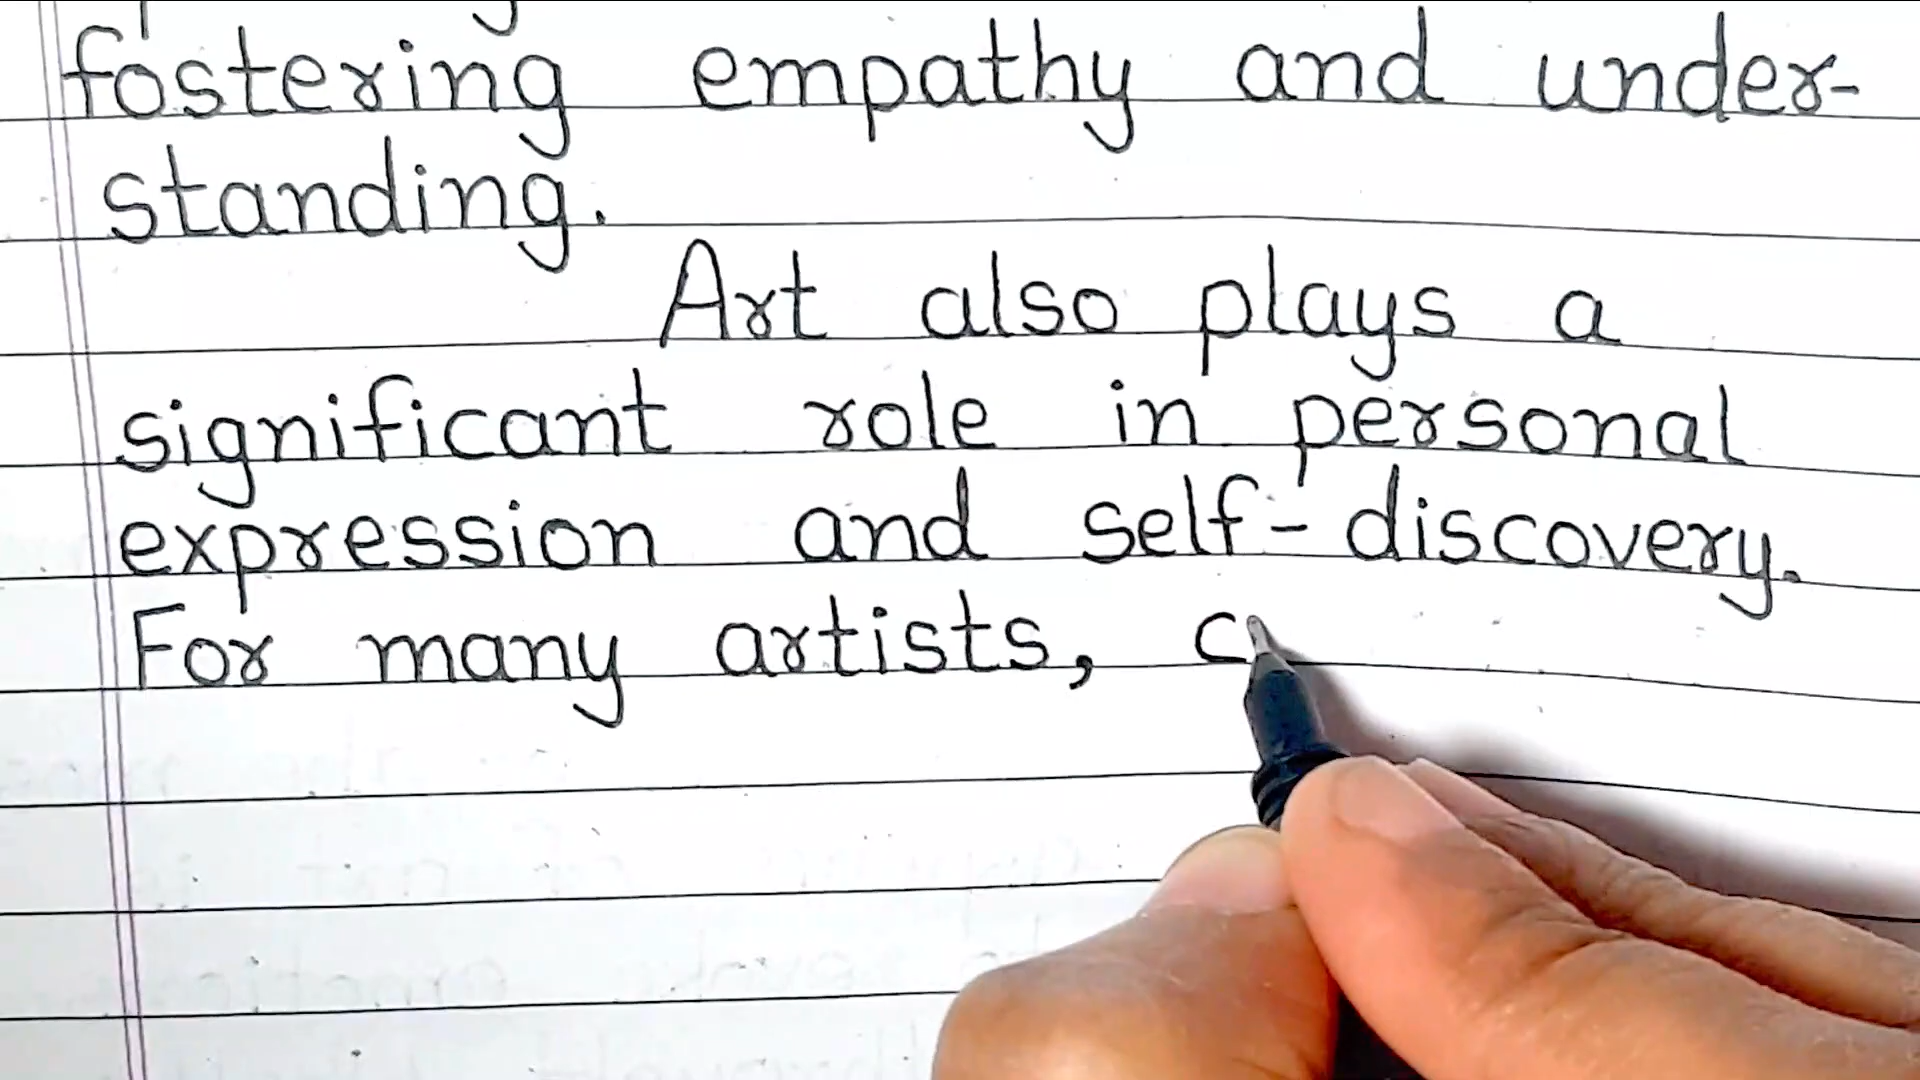 fostering empathy and under-
standing.
Art also plays a
significant role in personal
expression and self-discovery.
For many artists, c